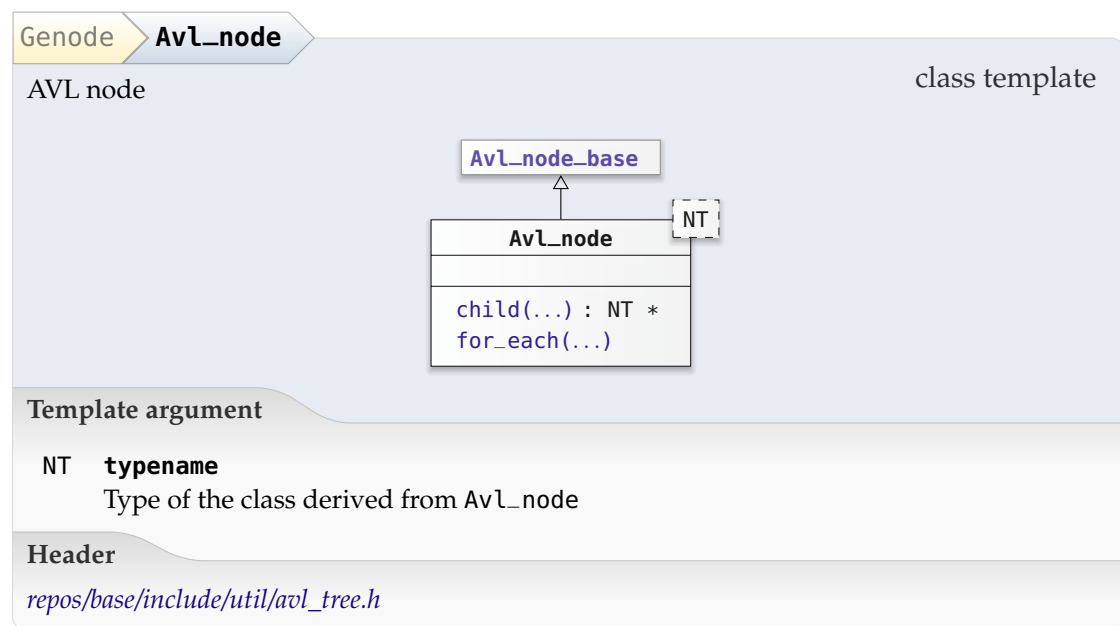 Genode Avl_node
AVL node
class template
Avl_node_base
NT
Avl_node
child(...) : NT *
for_each(...)
Template argument
NT typename
Type of the class derived from Avl_node
Header
repos/base/include/util/avl_tree.h